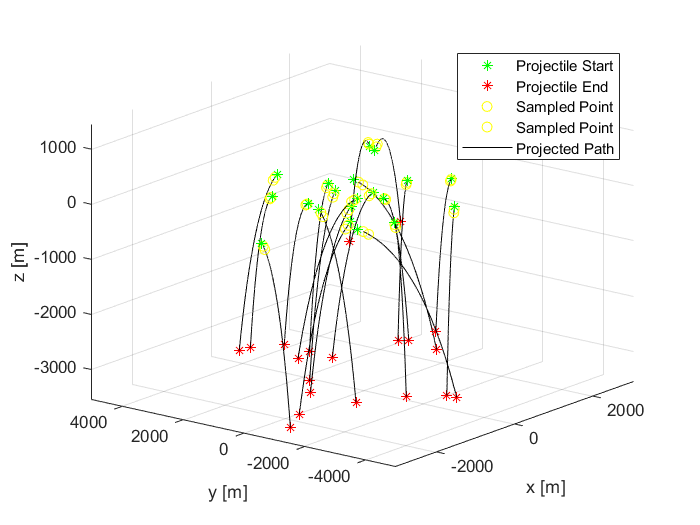 Projectile Start
Projectile End
Sampled Point
Sampled Point
Projected Path
1000
0
-1000
-2000
-3000
z [m]
4000
2000
0
-2000
-4000
y [m]
-2000
0
2000
x [m]